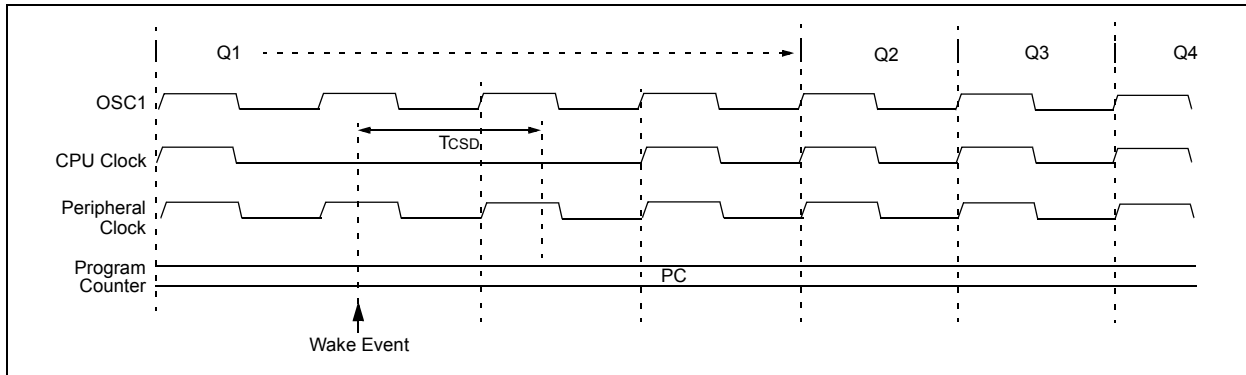 Q1 Q2 Q3 Q4
OSC1
TCSD
CPU Clock
Peripheral
Clock
Program
Counter
PC
Wake Event